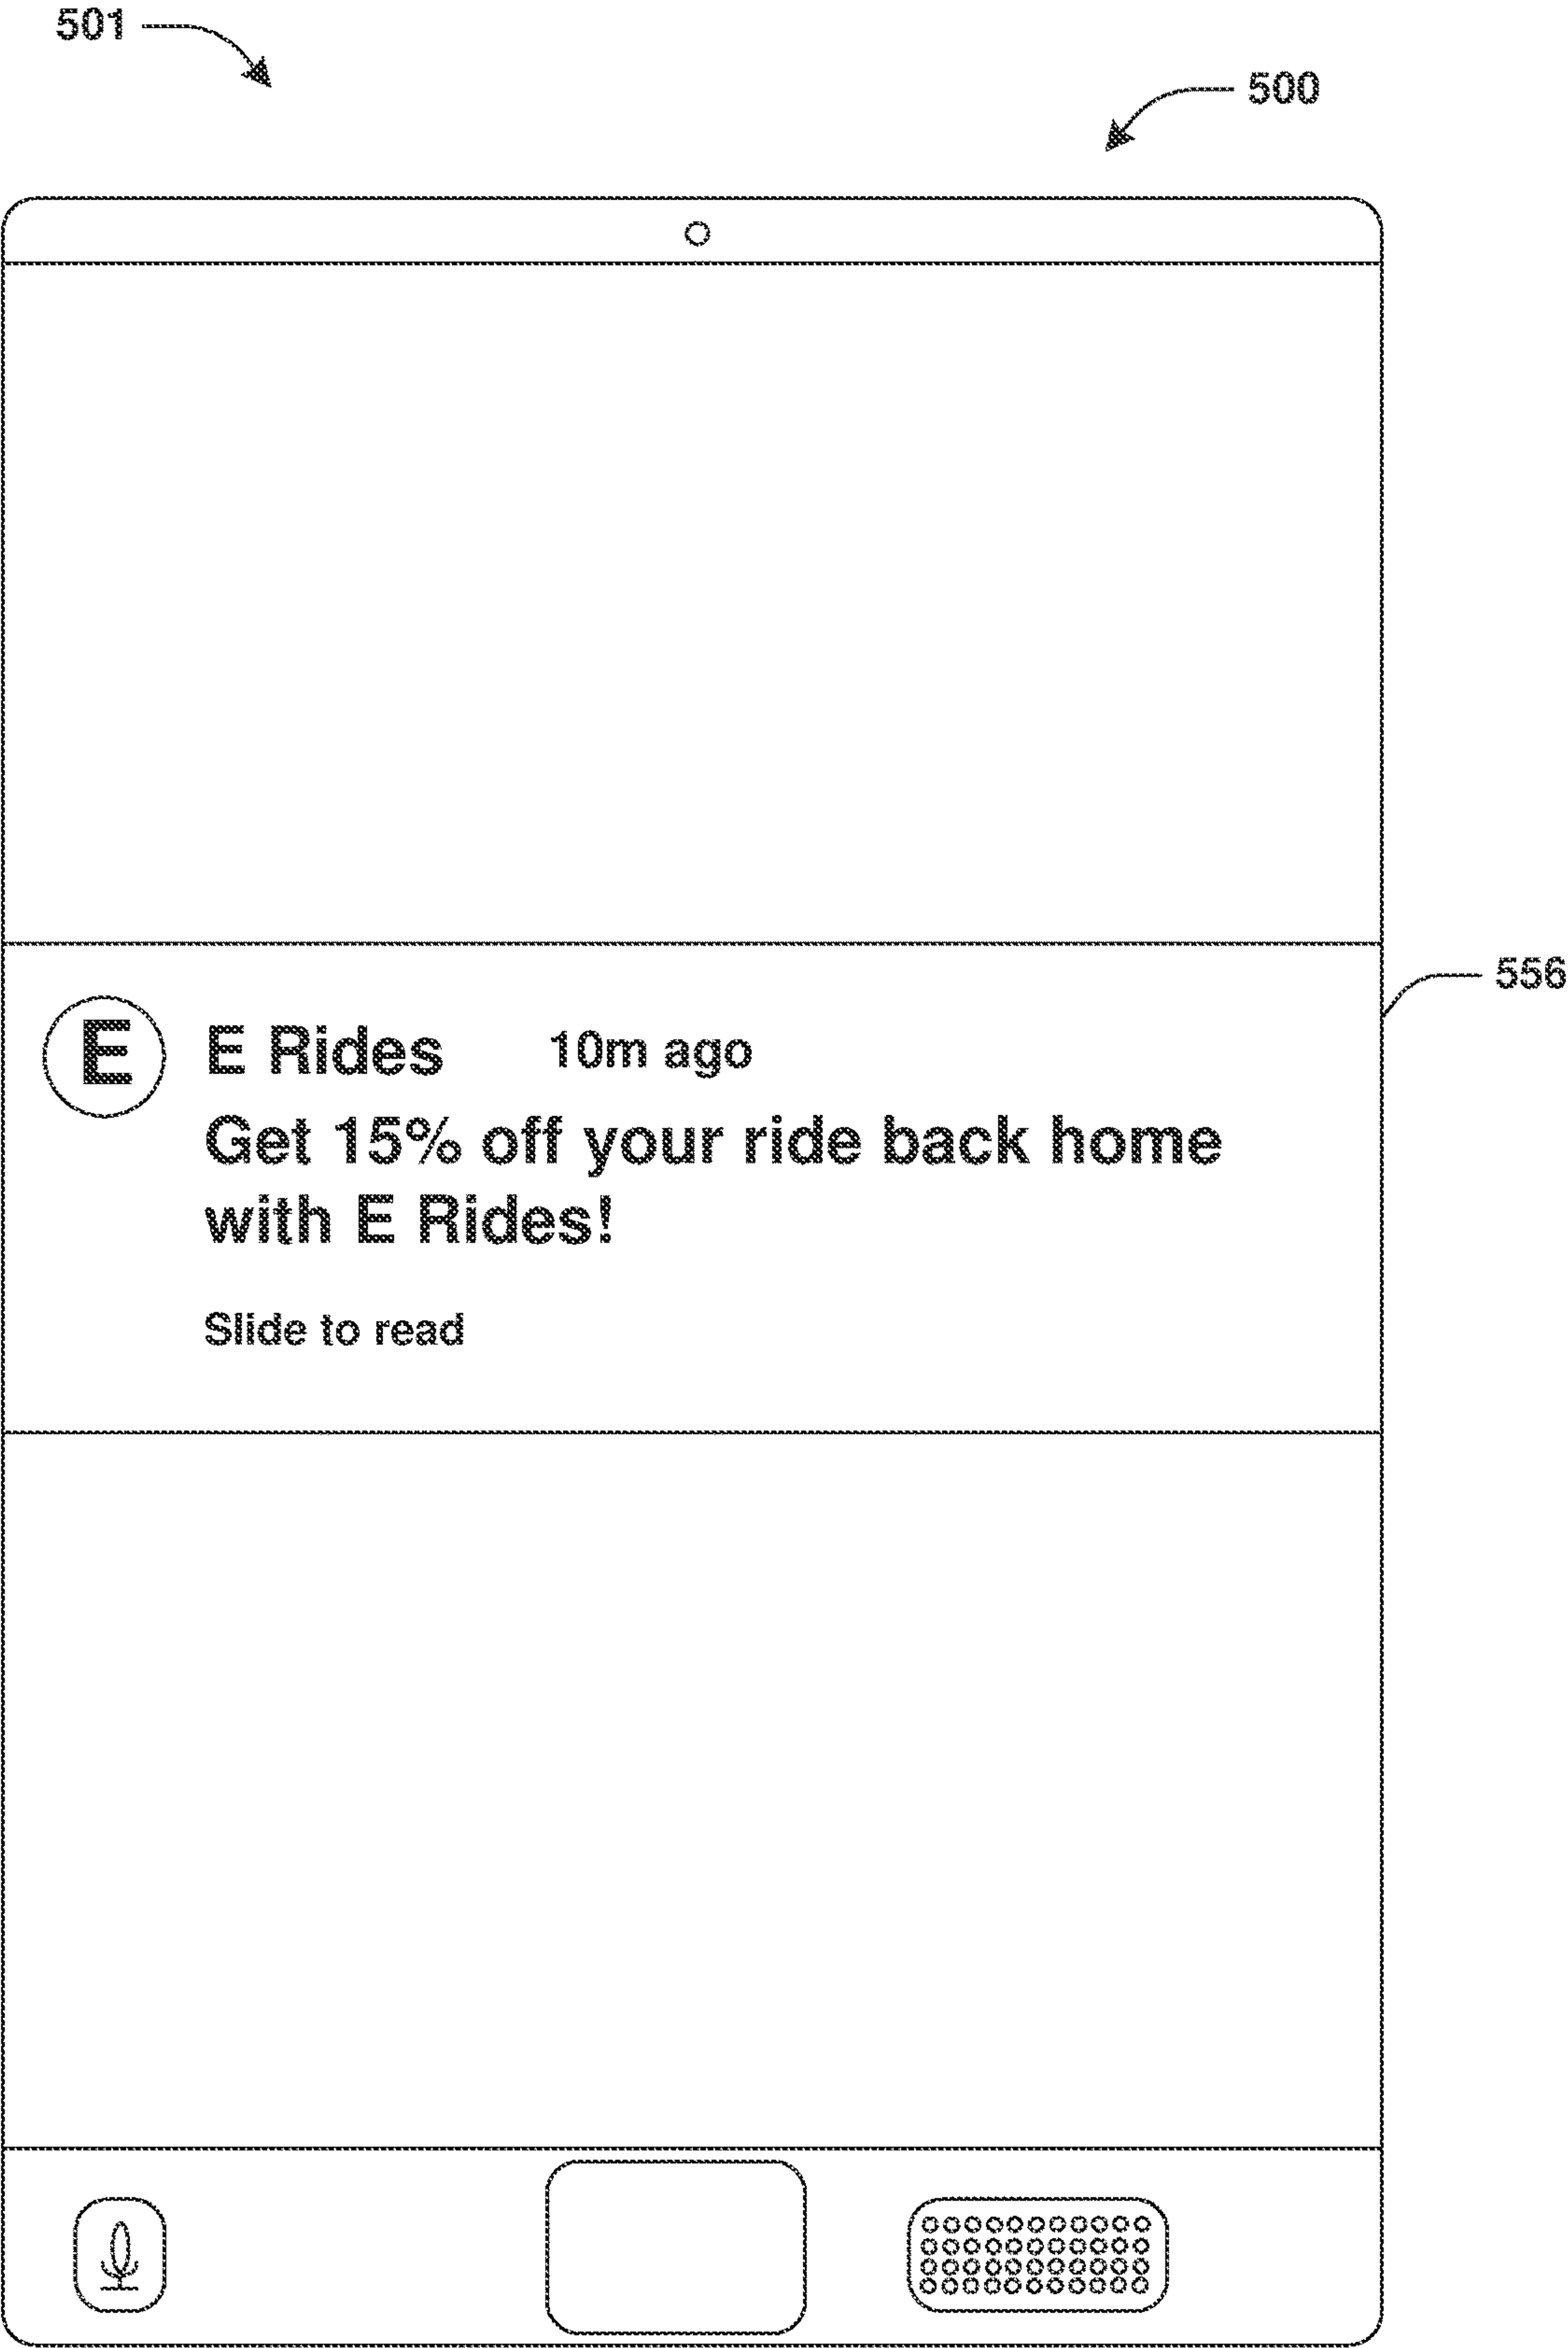 501
500
556
E
E Rides 10m ago
Get 15% off your ride back home
with E Rides!
Slide to read